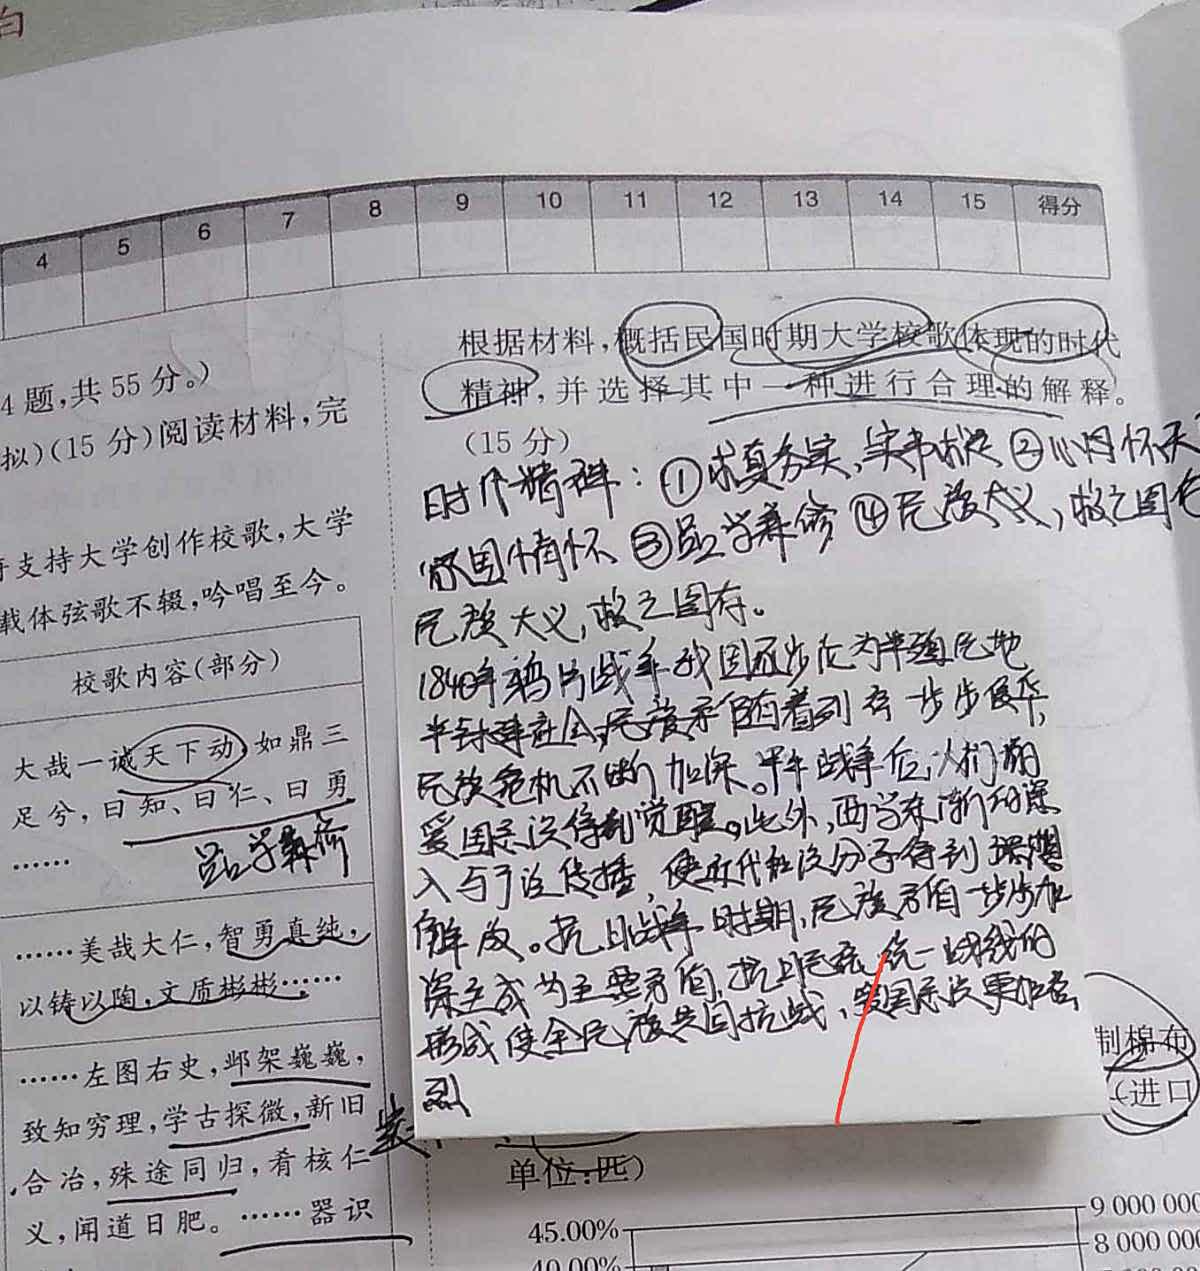 白
4 5 6 7 8 9 10 11 12 13 14 15 得分
4题,共55分。)
拟)(15分)阅读材料,完
支持大学创作校歌,大学
载体弦歌不辍,吟唱至今。
校歌内容(部分)
大哉一诚天下动,如鼎三
足兮,曰知、曰仁、曰勇
……
品学兼修
……美哉大仁,智勇真纯,
以铸以陶,文质彬彬……
……左图右史,邺架巍巍,
致知穷理,学古探微,新旧
合冶,殊途同归,肴核仁
义,闻道日肥。……器识
根据材料,概括民国时期大学校歌体现的时代
精神,并选择其中一种进行合理的解释。
(15分)
时代精神:①求真务实,实事求是 ②心怀天
家国情怀 ③品学兼修 ④民族大义,救亡图存
民族大义,救亡图存。
1840年鸦片战争我国逐步沦为半殖民地
半封建社会,民族矛盾随着列强一步步侵华,
民族危机不断加深。甲午战争后,人们的
爱国意识得到觉醒。此外,西学东渐的深
入与广泛传播,使近代知识分子得到思想
解放。抗日战争时期,民族矛盾一步步加
深上成为主要矛盾,抗日民族统一战线的
形成使全民族共同抗战,爱国意识更加强
烈
制棉布
(进口
单位:匹)
45.00%
40.00%
9 000 000
8 000 000